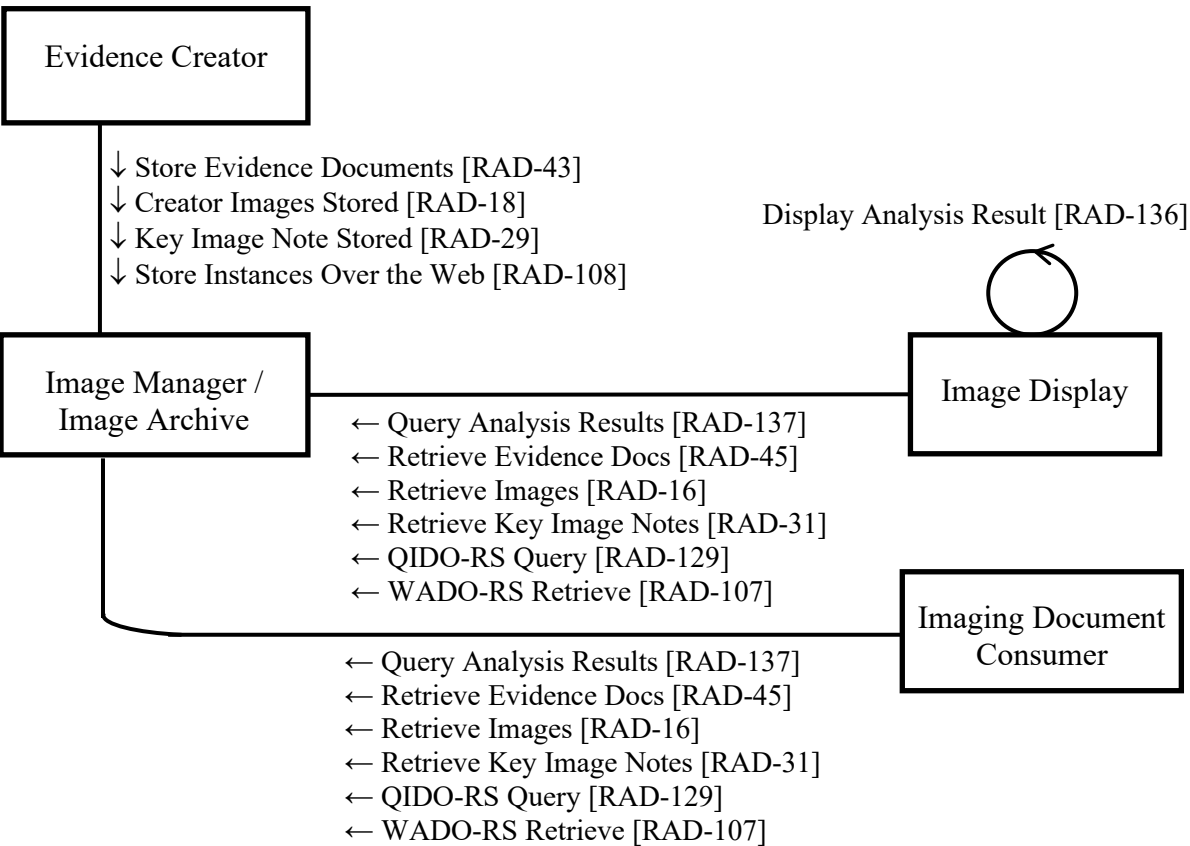 Evidence Creator
↓ Store Evidence Documents [RAD-43]
↓ Creator Images Stored [RAD-18]
↓ Key Image Note Stored [RAD-29]
↓ Store Instances Over the Web [RAD-108]
Display Analysis Result [RAD-136]
Image Manager /
Image Archive
Image Display
← Query Analysis Results [RAD-137]
← Retrieve Evidence Docs [RAD-45]
← Retrieve Images [RAD-16]
← Retrieve Key Image Notes [RAD-31]
← QIDO-RS Query [RAD-129]
← WADO-RS Retrieve [RAD-107]
Imaging Document
Consumer
← Query Analysis Results [RAD-137]
← Retrieve Evidence Docs [RAD-45]
← Retrieve Images [RAD-16]
← Retrieve Key Image Notes [RAD-31]
← QIDO-RS Query [RAD-129]
← WADO-RS Retrieve [RAD-107]